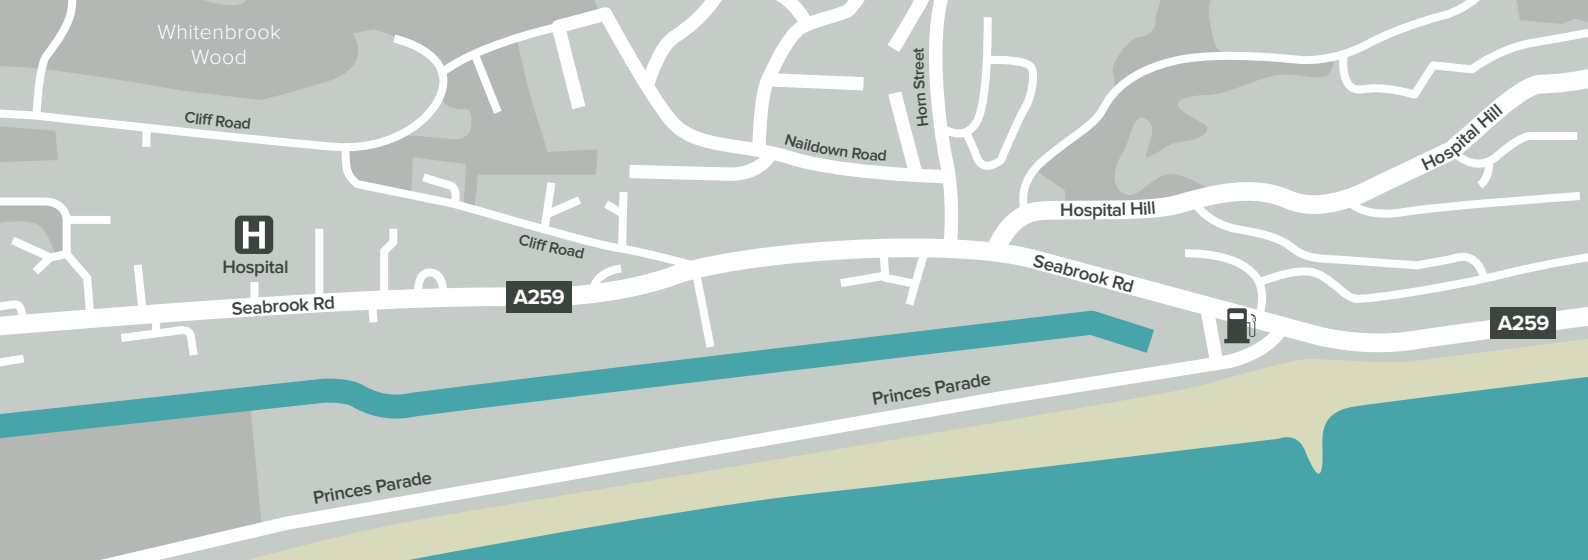 Whitenbrook
Wood
Cliff Road
Horn Street
Naildown Road
Hospital Hill
Hospital Hill
H
Hospital
Cliff Road
Seabrook Rd
A259
Seabrook Rd
A259
Princes Parade
Princes Parade